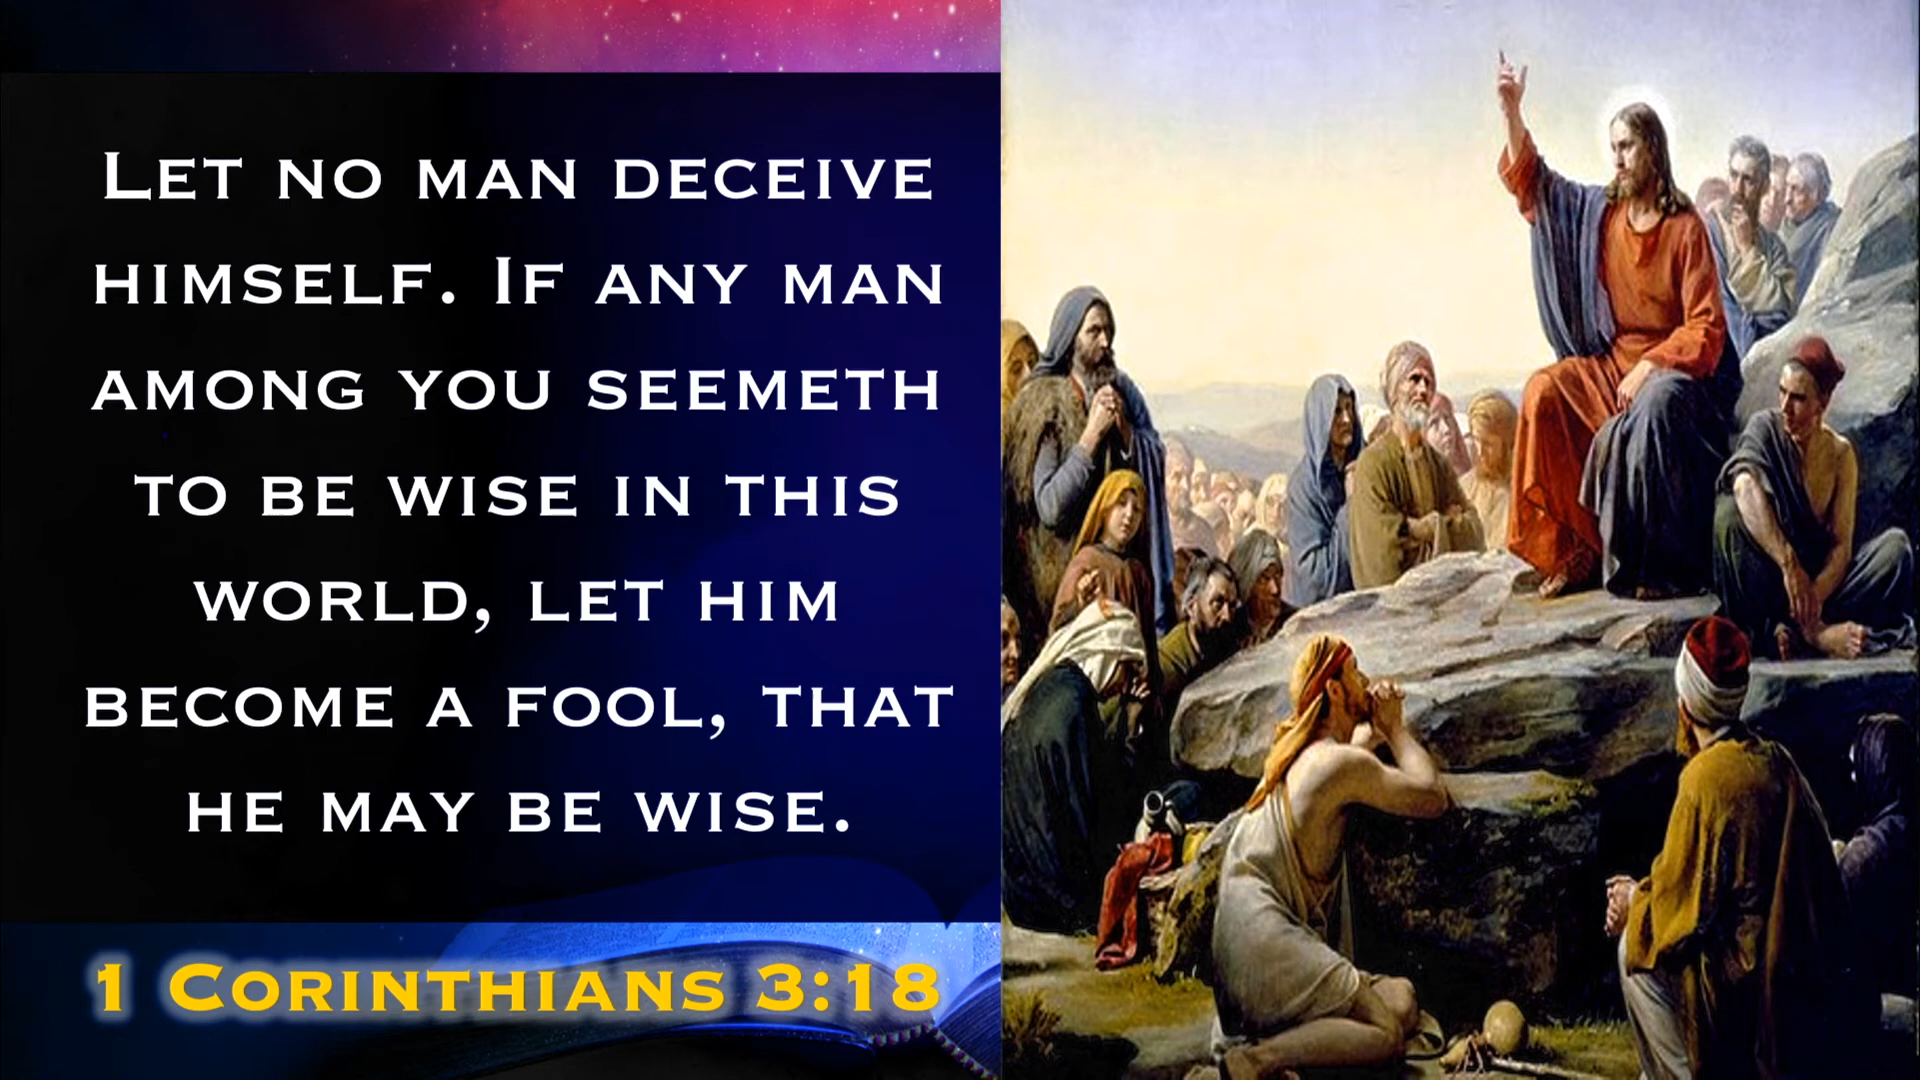 Let no man deceive
himself. If any man
among you seemeth
to be wise in this
world, let him
become a fool, that
he may be wise.
1 Corinthians 3:18